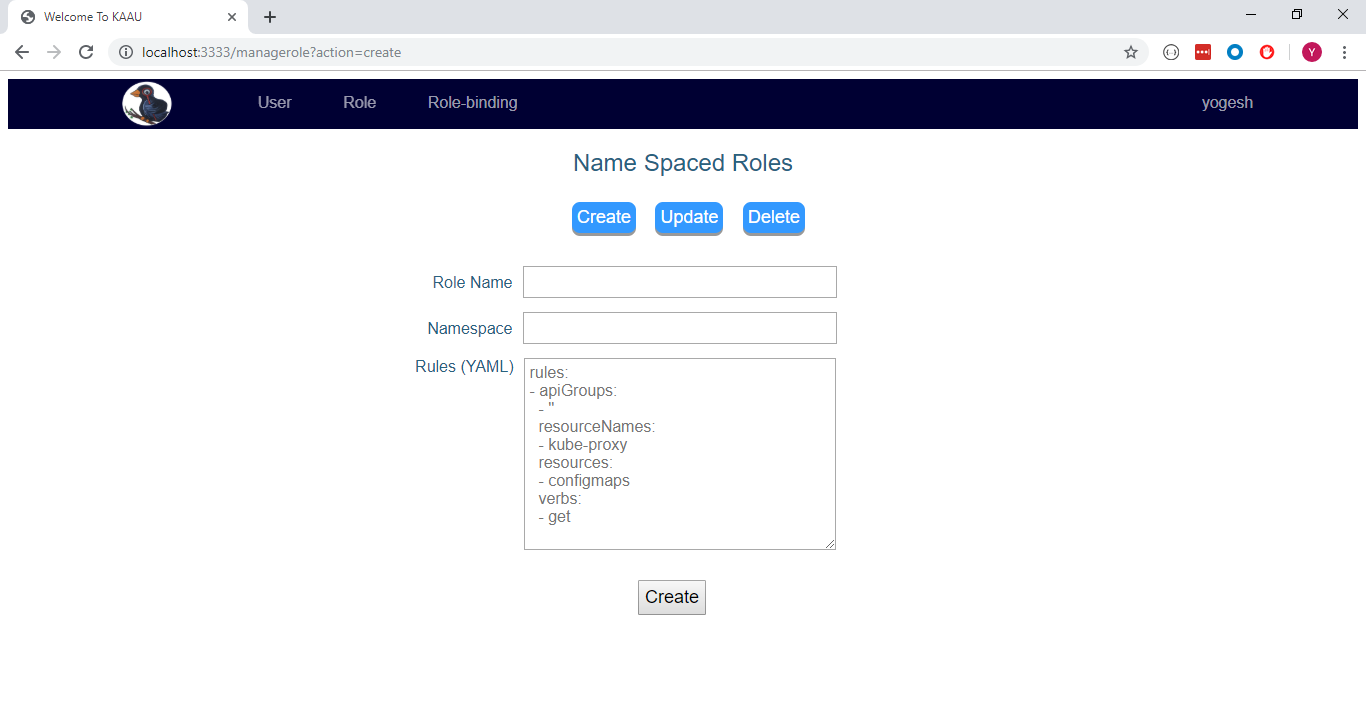 Welcome To KAAU
localhost:3333/managerole?action=create
Y
User Role Role-binding yogesh
Name Spaced Roles
Create Update Delete
Role Name
Namespace
Rules (YAML)
rules:
- apiGroups:
  - ''
  resourceNames:
  - kube-proxy
  resources:
  - configmaps
  verbs:
  - get
Create